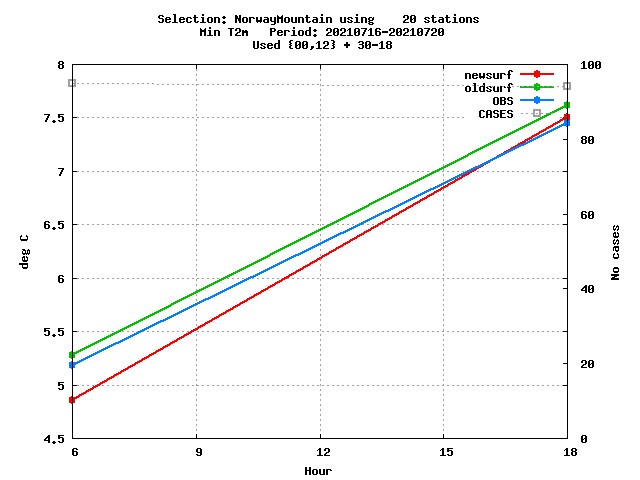 Selection: NorwayMountain using    20 stations
Min T2m   Period: 20210716-20210720
Used {00,12} + 30-18
newsurf
oldsurf
OBS
CASES
8
7.5
7
6.5
6
5.5
5
4.5
deg C
100
80
60
40
20
0
No cases
6 9 12 15 18
Hour